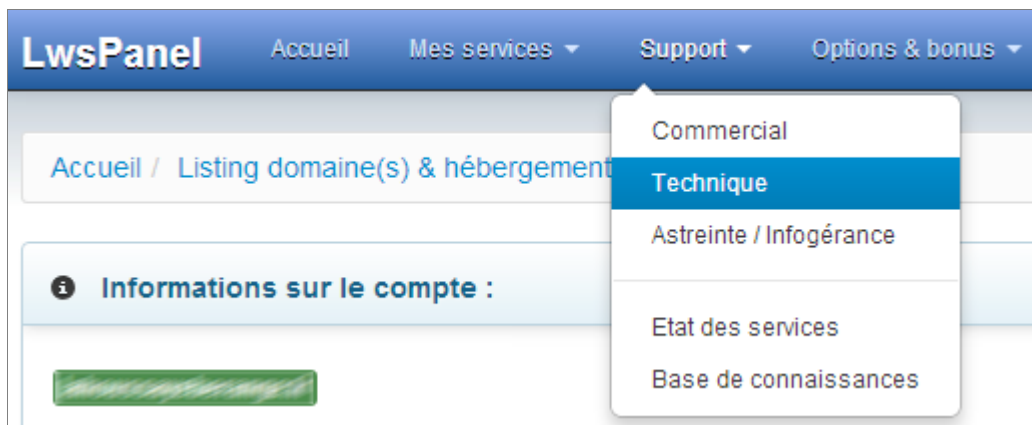 LwsPanel Accueil Mes services Support Options & bonus
Commercial
Accueil / Listing domaine(s) & hébergement
Technique
Astreinte / Infogérance
Informations sur le compte :
Etat des services
Base de connaissances